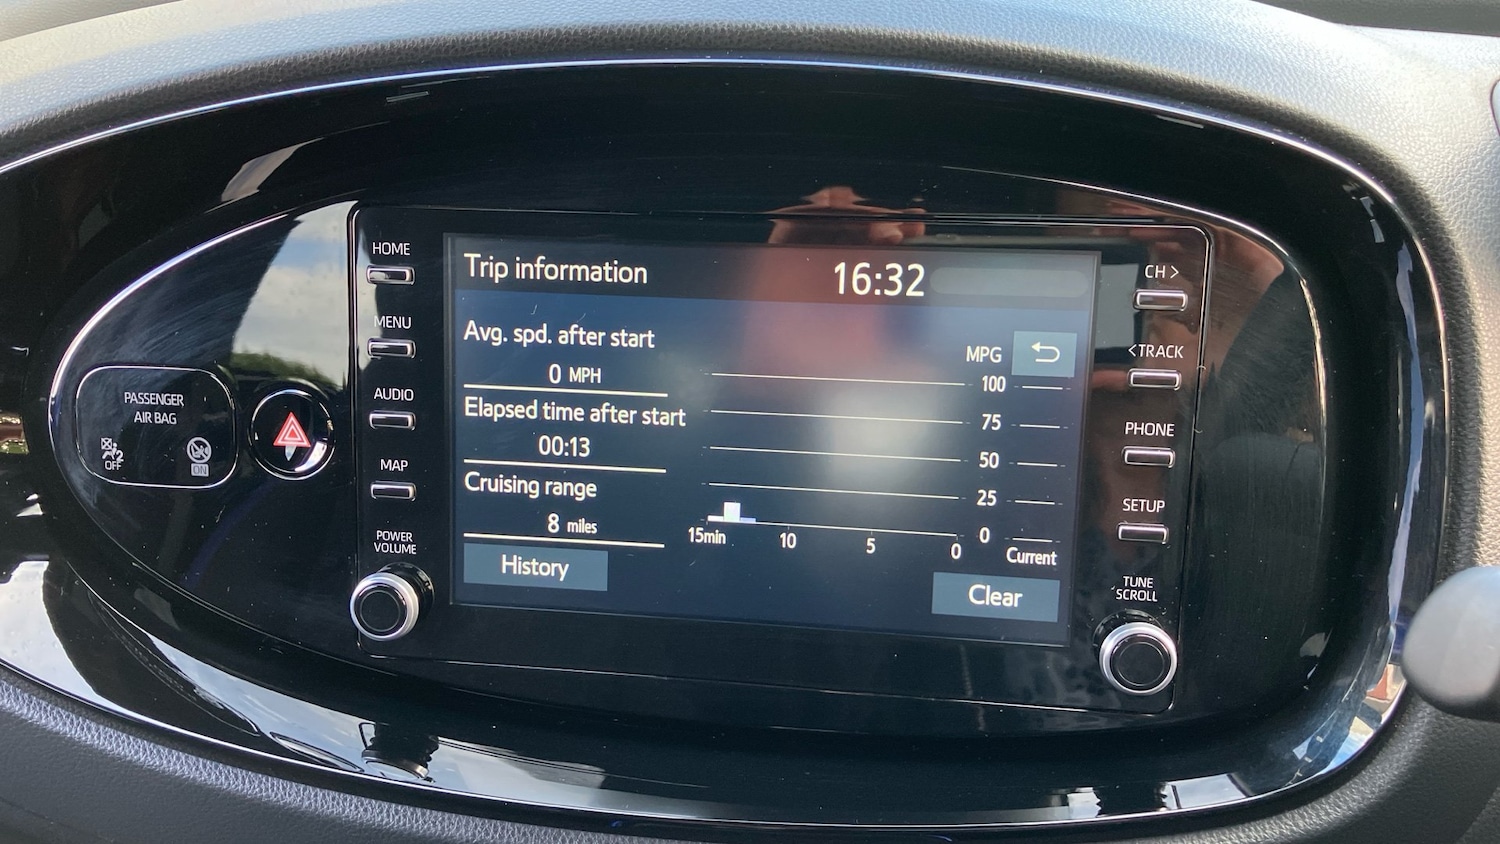 HOME
MENU
AUDIO
MAP
POWER
VOLUME
PASSENGER
AIR BAG
2
OFF
ON
Trip information
16:32
Avg. spd. after start
0 MPH
Elapsed time after start
00:13
Cruising range
8 miles
History
MPG
100
75
50
25
0
15min
10
5
0
Current
Clear
CH >
<TRACK
PHONE
SETUP
TUNE
SCROLL